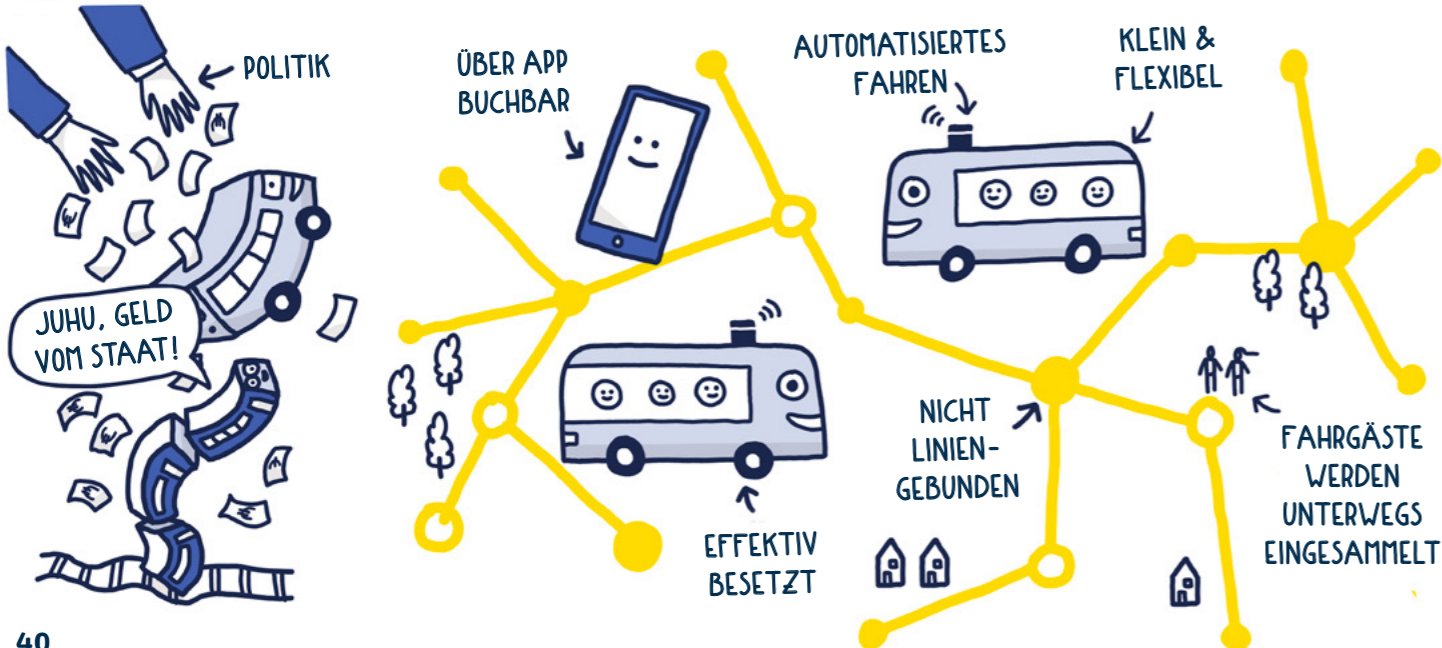 POLITIK
JUHU, GELD
VOM STAAT!
ÜBER APP
BUCHBAR
AUTOMATISIERTES
FAHREN
KLEIN &
FLEXIBEL
EFFEKTIV
BESETZT
NICHT
LINIEN-
GEBUNDEN
FAHRGÄSTE
WERDEN
UNTERWEGS
EINGESAMMELT
€
€
€
€
€
€
€
40